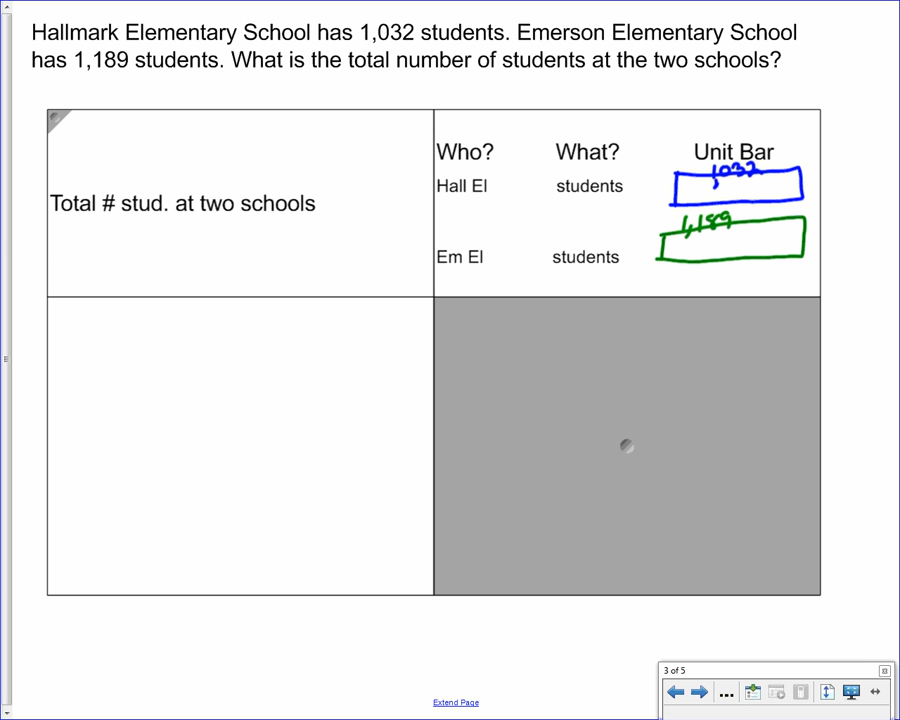 Hallmark Elementary School has 1,032 students. Emerson Elementary School
has 1,189 students. What is the total number of students at the two schools?
Total # stud. at two schools
Who? What? Unit Bar
1,032
Hall El students
1,189
Em El students
3 of 5
Extend Page